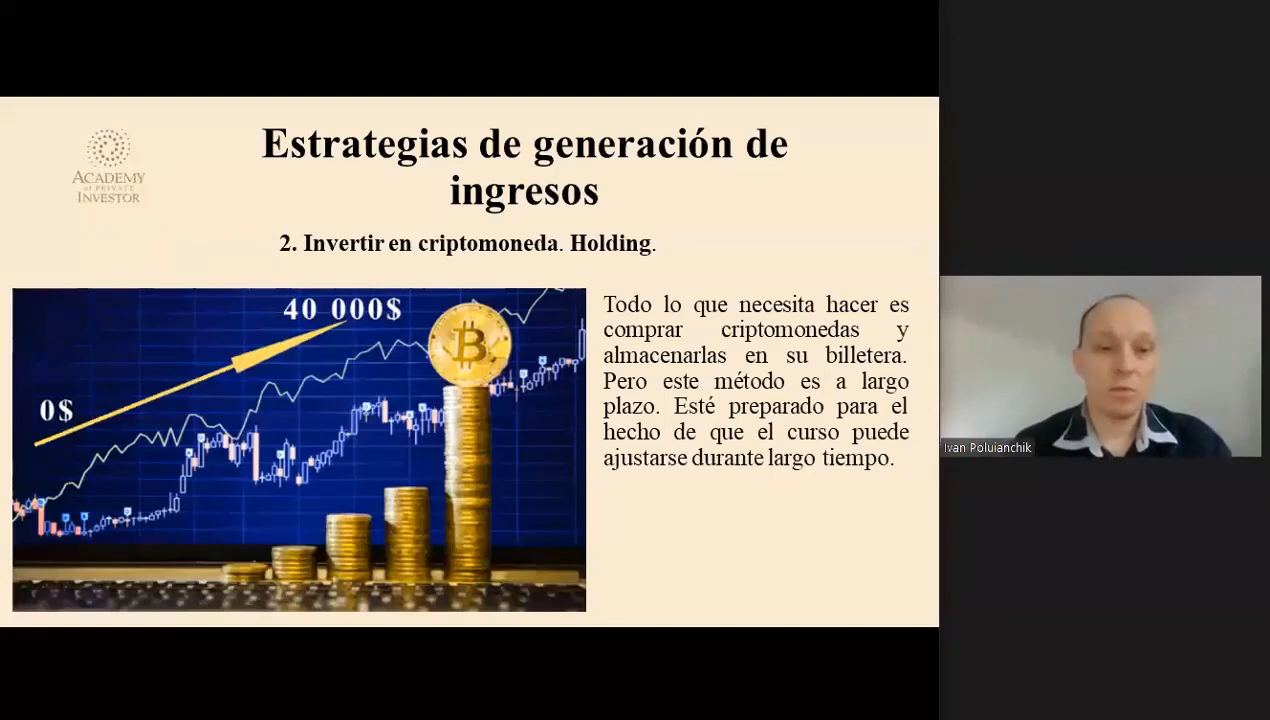 ACADEMY
of PRIVATE
INVESTOR
Estrategias de generación de
ingresos
2. Invertir en criptomoneda. Holding.
40 000$
0$
Todo lo que necesita hacer es
comprar criptomonedas y
almacenarlas en su billetera.
Pero este método es a largo
plazo. Esté preparado para el
hecho de que el curso puede
ajustarse durante largo tiempo.
Ivan Poluianchik